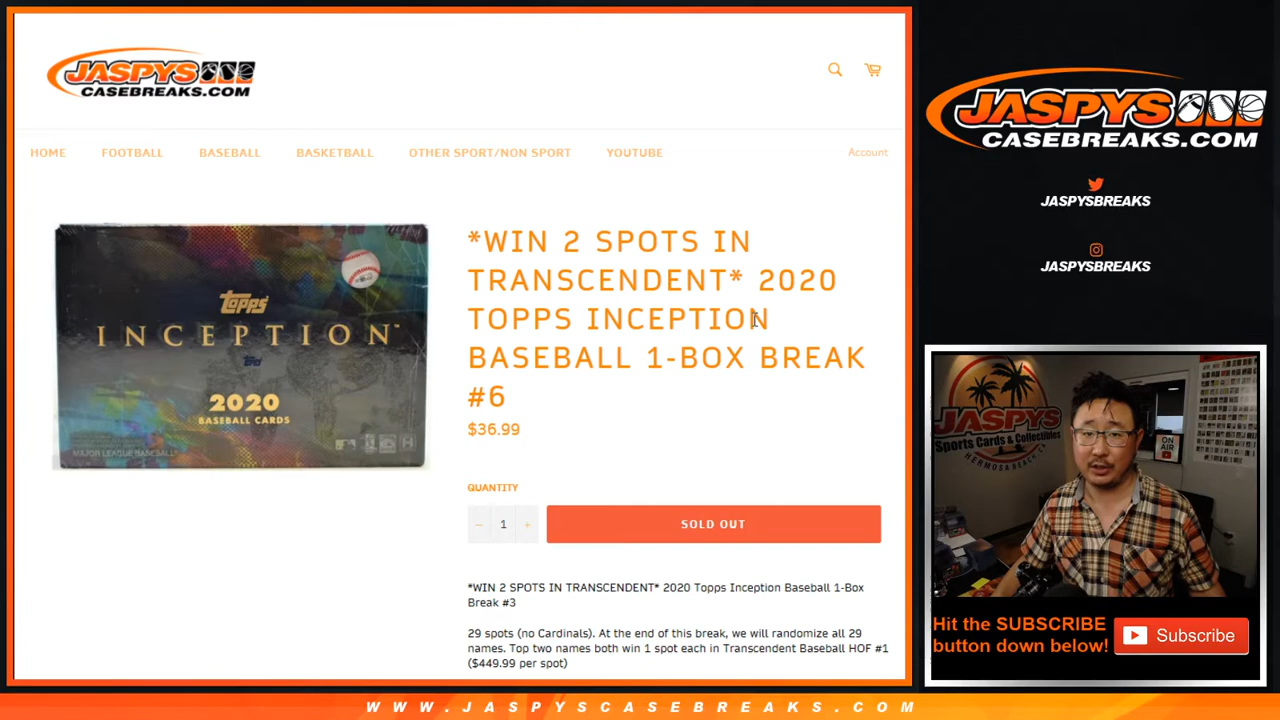 JASPYS
CASEBREAKS.COM
HOME FOOTBALL BASEBALL BASKETBALL OTHER SPORT/NON SPORT YOUTUBE Account
topps
INCEPTION
2020
BASEBALL CARDS
MAJOR LEAGUE BASEBALL
*WIN 2 SPOTS IN
TRANSCENDENT* 2020
TOPPS INCEPTION
BASEBALL 1-BOX BREAK
#6
$36.99
QUANTITY
− 1 +
SOLD OUT
*WIN 2 SPOTS IN TRANSCENDENT* 2020 Topps Inception Baseball 1-Box
Break #3
29 spots (no Cardinals). At the end of this break, we will randomize all 29
names. Top two names both win 1 spot each in Transcendent Baseball HOF #1
($449.99 per spot)
JASPYS
CASEBREAKS.COM
JASPYSBREAKS
JASPYSBREAKS
JASPYS
Sports Cards & Collectibles
HERMOSA BEACH, CA
ON
AIR
Hit the SUBSCRIBE
button down below!
Subscribe
WWW.JASPYSCASEBREAKS.COM